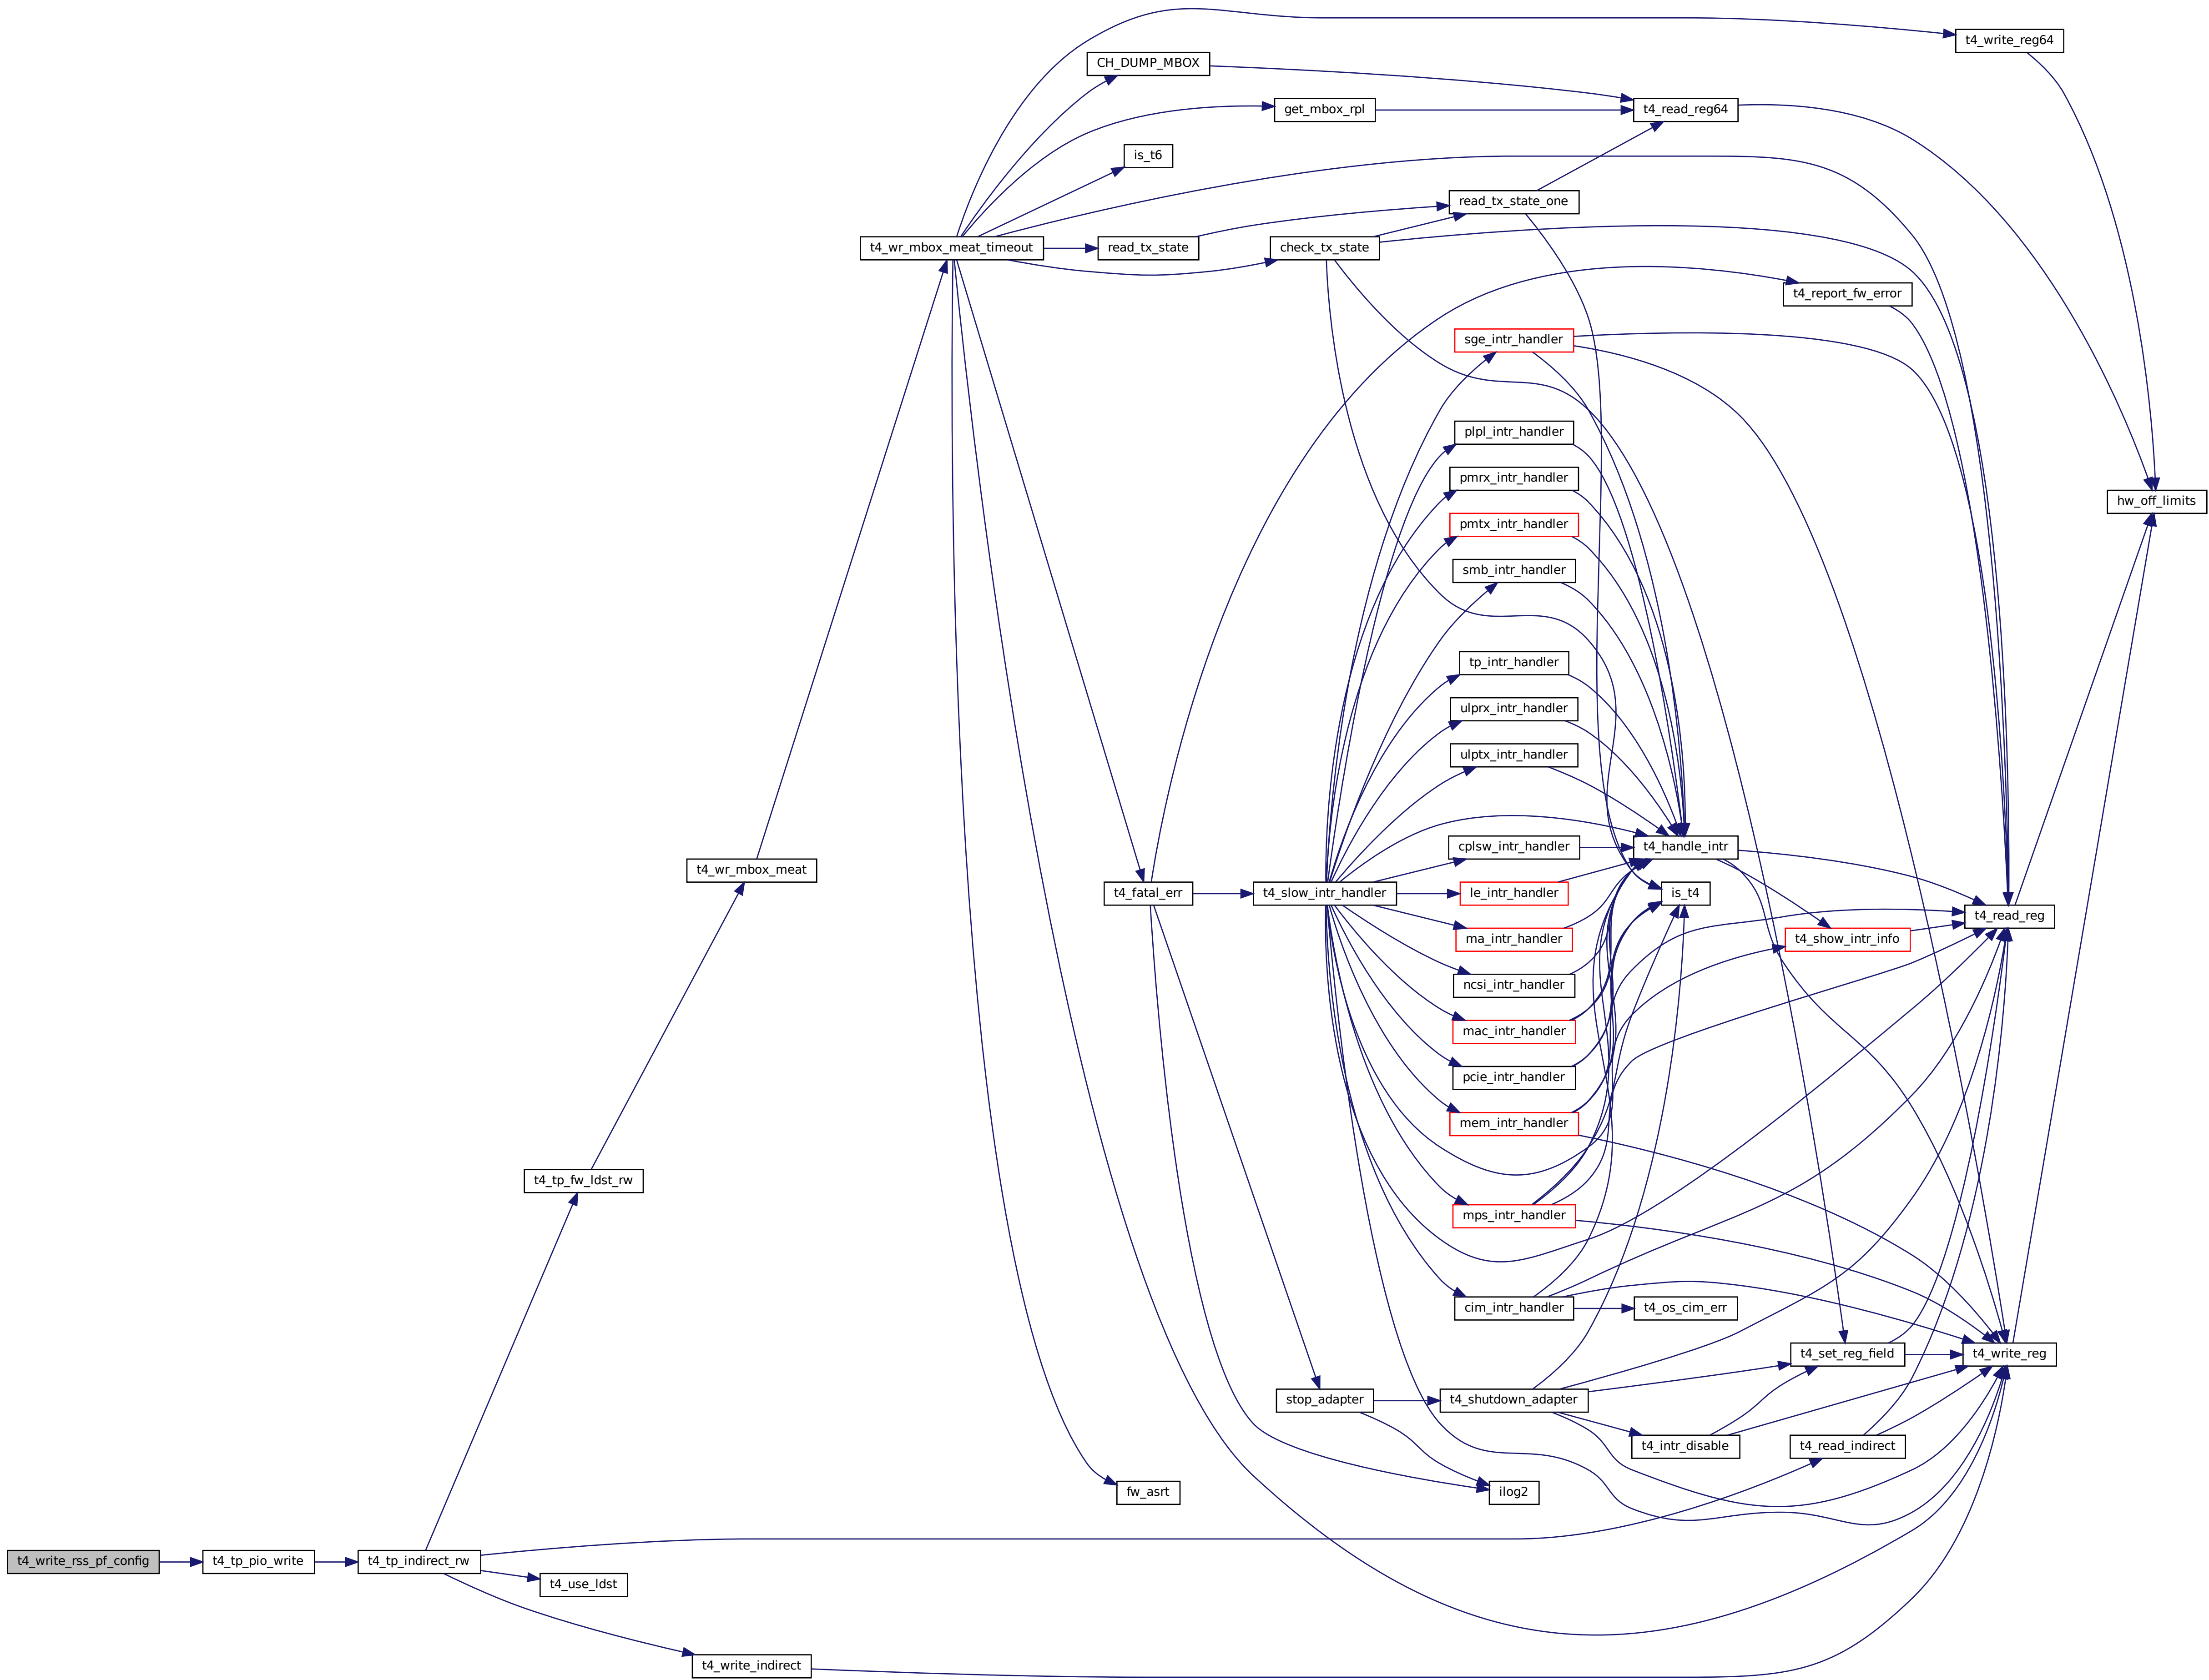 t4_write_reg64
CH_DUMP_MBOX
get_mbox_rpl
t4_read_reg64
is_t6
read_tx_state_one
t4_wr_mbox_meat_timeout
read_tx_state
check_tx_state
t4_report_fw_error
sge_intr_handler
plpl_intr_handler
pmrx_intr_handler
hw_off_limits
pmtx_intr_handler
smb_intr_handler
tp_intr_handler
ulprx_intr_handler
ulptx_intr_handler
cplsw_intr_handler
t4_handle_intr
t4_wr_mbox_meat
t4_fatal_err
t4_slow_intr_handler
le_intr_handler
is_t4
t4_read_reg
ma_intr_handler
t4_show_intr_info
ncsi_intr_handler
mac_intr_handler
pcie_intr_handler
mem_intr_handler
t4_tp_fw_ldst_rw
mps_intr_handler
cim_intr_handler
t4_os_cim_err
t4_set_reg_field
t4_write_reg
stop_adapter
t4_shutdown_adapter
t4_intr_disable
t4_read_indirect
fw_asrt
ilog2
t4_write_rss_pf_config
t4_tp_pio_write
t4_tp_indirect_rw
t4_use_ldst
t4_write_indirect